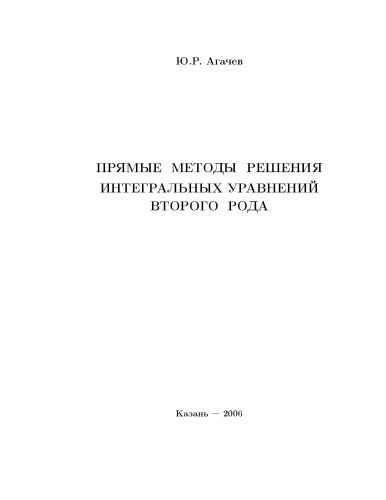 Ю.Р. Агачев
ПРЯМЫЕ МЕТОДЫ РЕШЕНИЯ
ИНТЕГРАЛЬНЫХ УРАВНЕНИЙ
ВТОРОГО РОДА
Казань — 2006